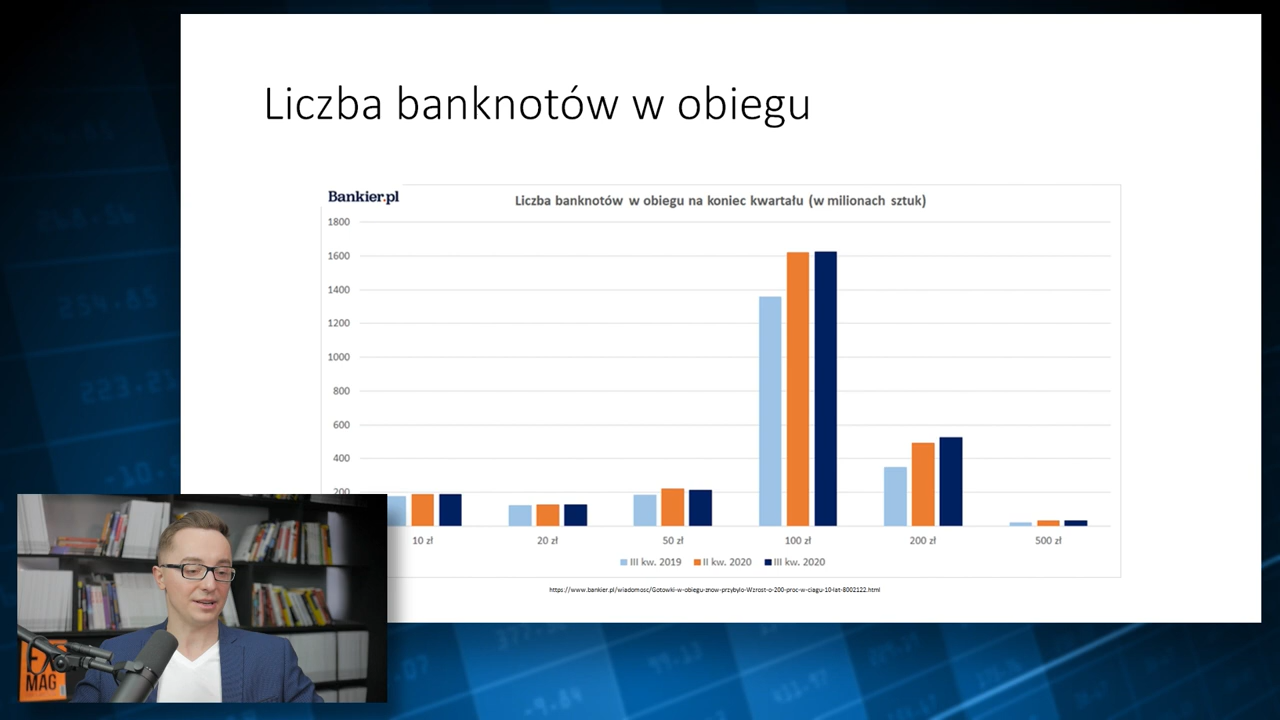 Liczba banknotów w obiegu
Bankier.pl
Liczba banknotów w obiegu na koniec kwartału (w milionach sztuk)
1800
1600
1400
1200
1000
800
600
400
200
10 zł 20 zł 50 zł 100 zł 200 zł 500 zł
III kw. 2019 II kw. 2020 III kw. 2020
https://www.bankier.pl/wiadomosc/Gotowki-w-obiegu-znow-przybylo-Wzrost-o-200-proc-w-ciagu-10-lat-8002122.html
MAG